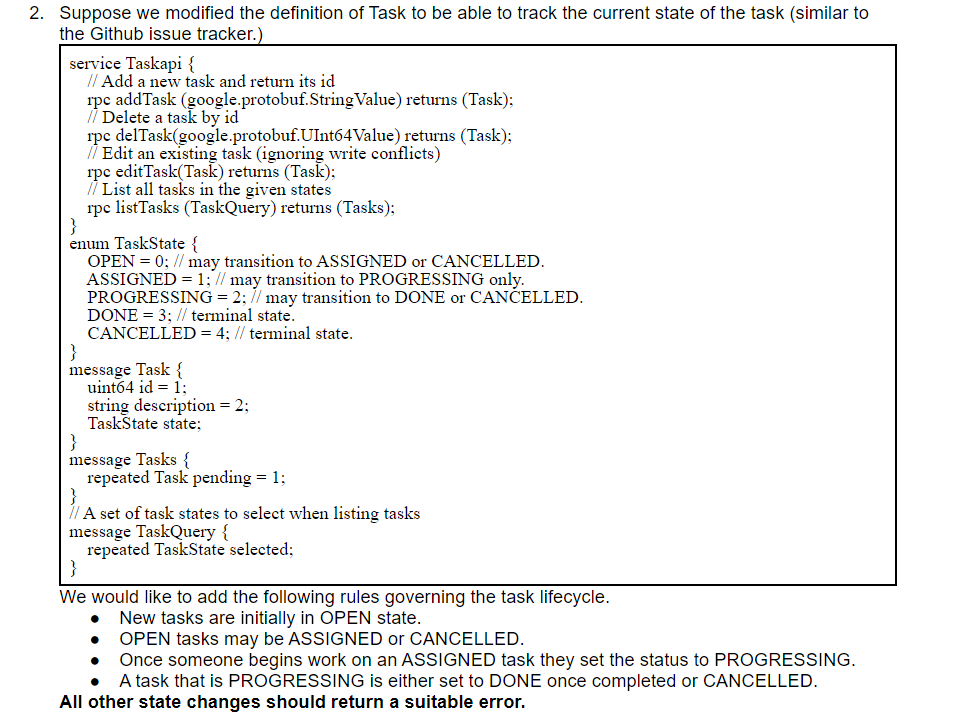 2. Suppose we modified the definition of Task to be able to track the current state of the task (similar to
the Github issue tracker.)
service Taskapi {
// Add a new task and return its id
rpc addTask (google.protobuf.StringValue) returns (Task);
// Delete a task by id
rpc delTask(google.protobuf.UInt64Value) returns (Task);
// Edit an existing task (ignoring write conflicts)
rpc editTask(Task) returns (Task);
// List all tasks in the given states
rpc listTasks (TaskQuery) returns (Tasks);
}
enum TaskState {
OPEN = 0; // may transition to ASSIGNED or CANCELLED.
ASSIGNED = 1; // may transition to PROGRESSING only.
PROGRESSING = 2; // may transition to DONE or CANCELLED.
DONE = 3; // terminal state.
CANCELLED = 4; // terminal state.
}
message Task {
uint64 id = 1;
string description = 2;
TaskState state;
}
message Tasks {
repeated Task pending = 1;
}
// A set of task states to select when listing tasks
message TaskQuery {
repeated TaskState selected;
}
We would like to add the following rules governing the task lifecycle.
● New tasks are initially in OPEN state.
● OPEN tasks may be ASSIGNED or CANCELLED.
● Once someone begins work on an ASSIGNED task they set the status to PROGRESSING.
● A task that is PROGRESSING is either set to DONE once completed or CANCELLED.
All other state changes should return a suitable error.